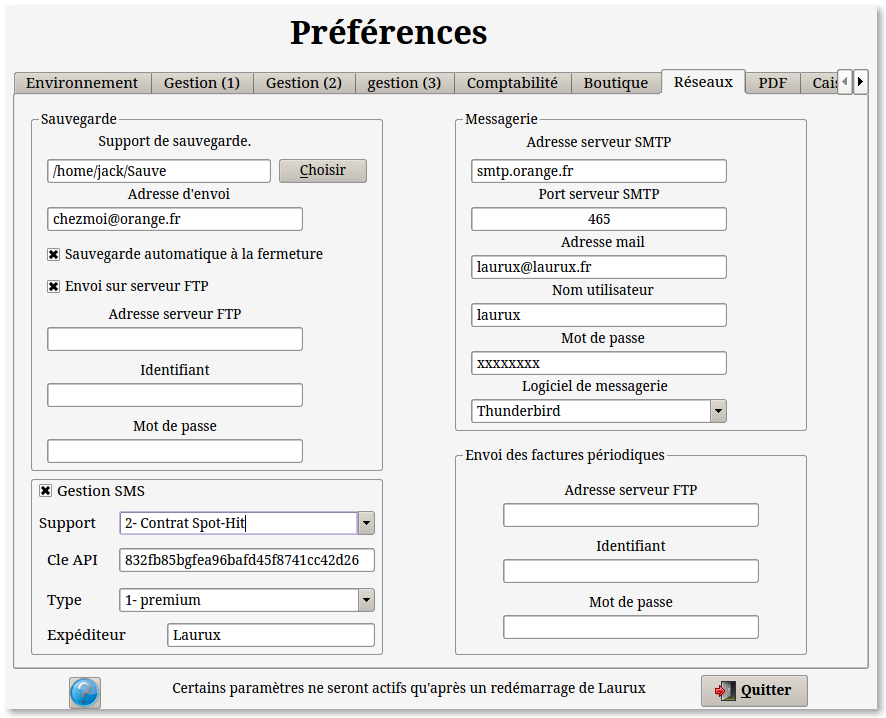 Préférences
Environnement
Gestion (1)
Gestion (2)
gestion (3)
Comptabilité
Boutique
Réseaux
PDF
Cais
Sauvegarde
Support de sauvegarde.
/home/jack/Sauve
Choisir
Adresse d'envoi
chezmoi@orange.fr
Sauvegarde automatique à la fermeture
Envoi sur serveur FTP
Adresse serveur FTP
Identifiant
Mot de passe
Gestion SMS
Support
2- Contrat Spot-Hit
Cle API
832fb85bgfea96bafd45f8741cc42d26
Type
1- premium
Expéditeur
Laurux
Messagerie
Adresse serveur SMTP
smtp.orange.fr
Port serveur SMTP
465
Adresse mail
laurux@laurux.fr
Nom utilisateur
laurux
Mot de passe
xxxxxxxx
Logiciel de messagerie
Thunderbird
Envoi des factures périodiques
Adresse serveur FTP
Identifiant
Mot de passe
Certains paramètres ne seront actifs qu'après un redémarrage de Laurux
Quitter